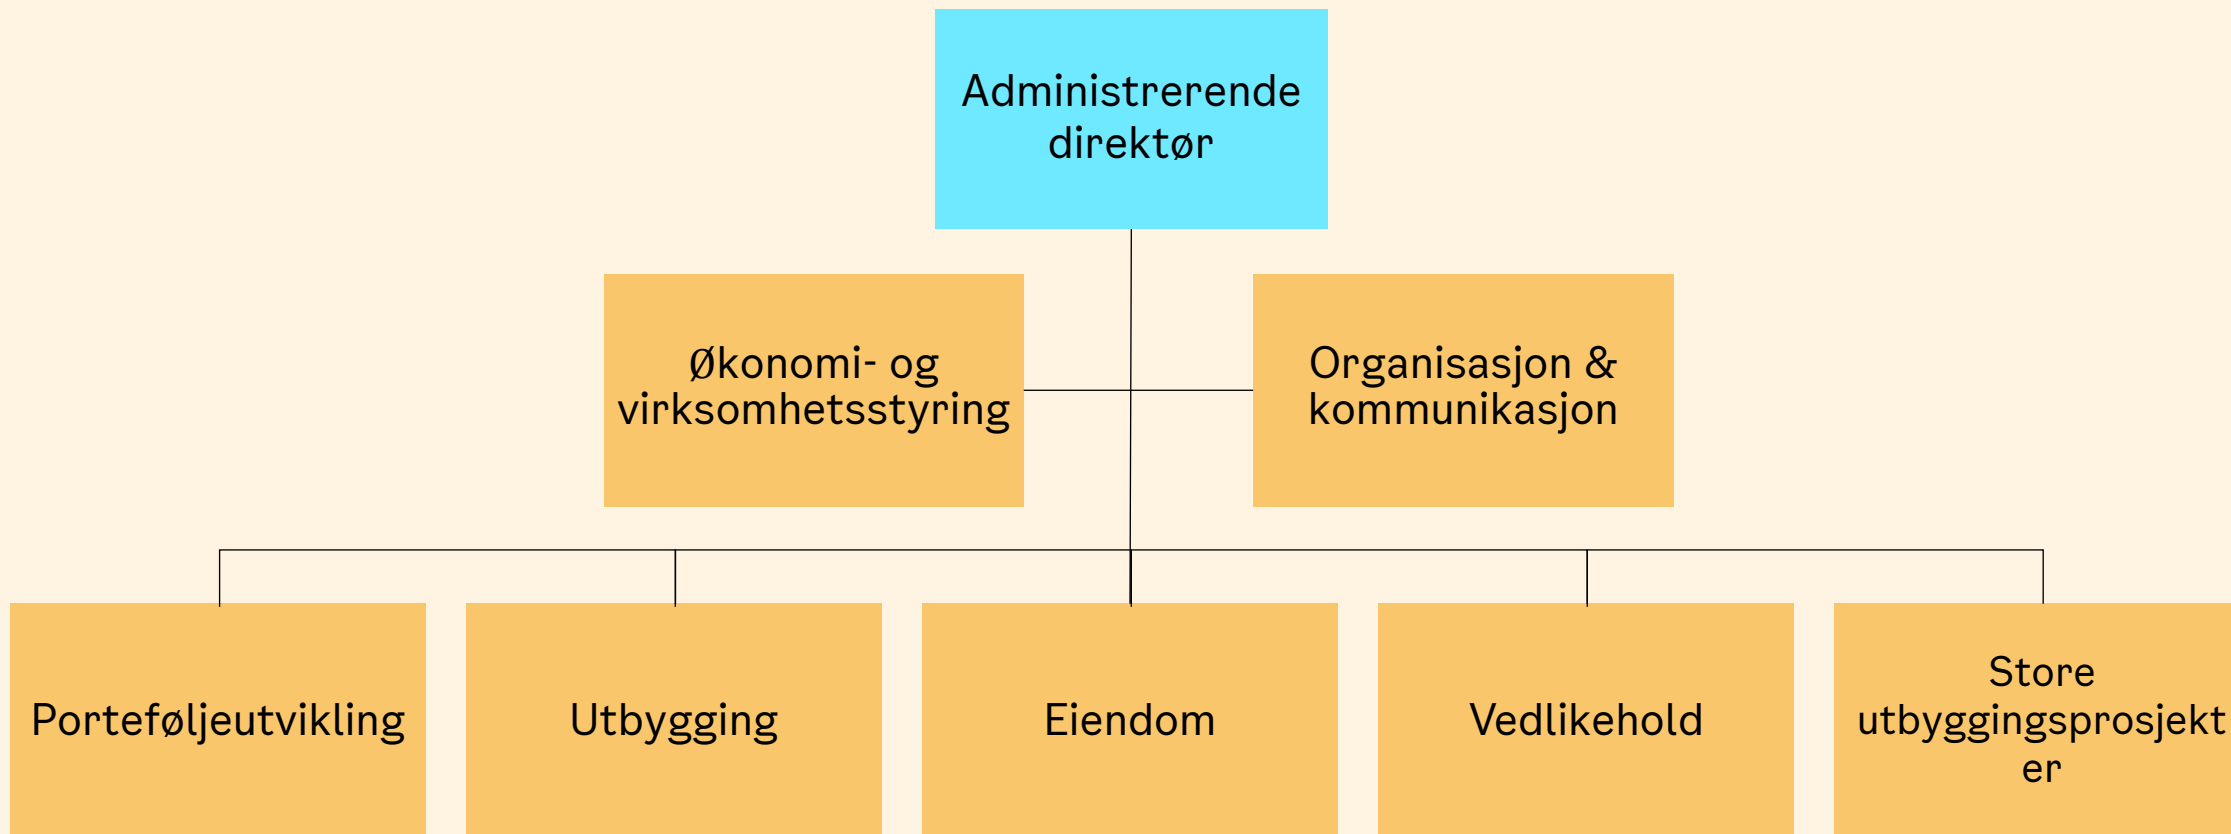 Administrerende
direktør
Økonomi- og
virksomhetsstyring
Organisasjon &
kommunikasjon
Porteføljeutvikling
Utbygging
Eiendom
Vedlikehold
Store
utbyggingsprosjekt
er